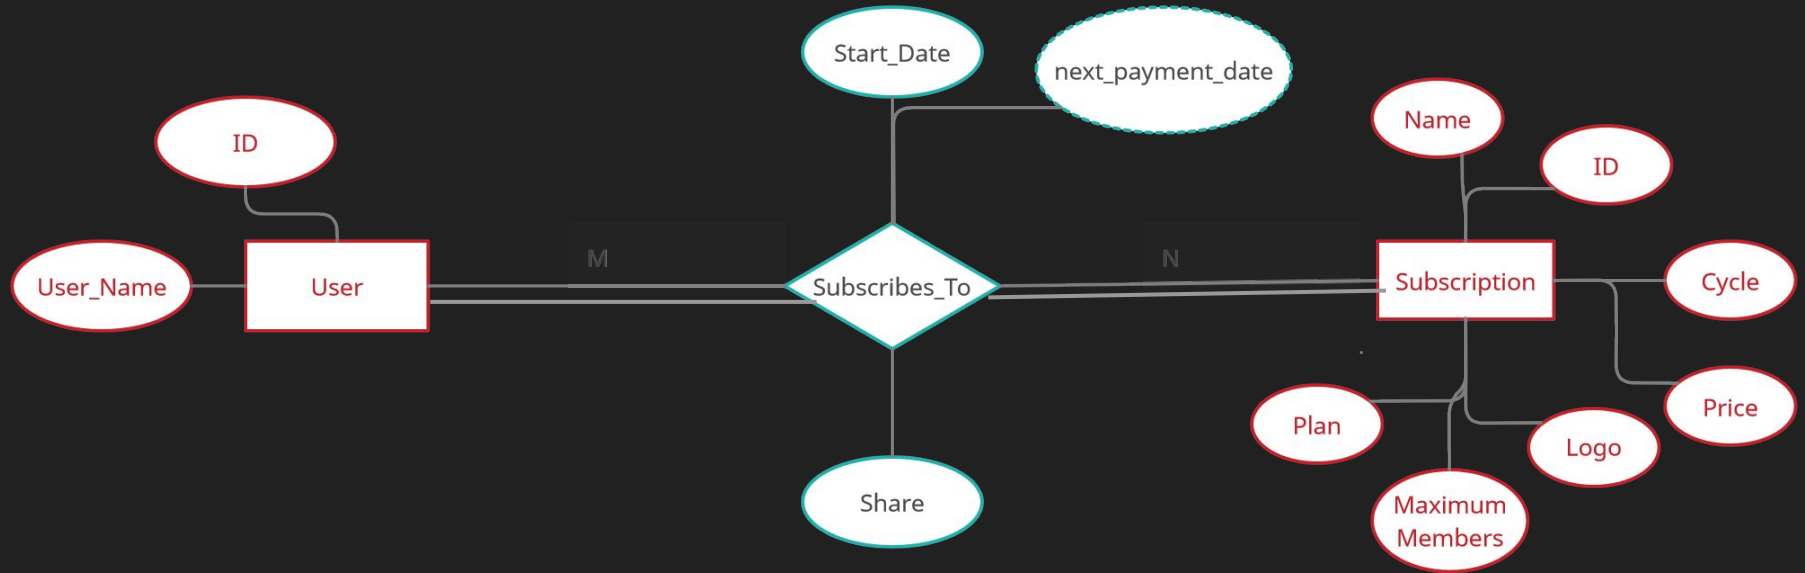 Start_Date
next_payment_date
Name
ID
ID
M
N
User_Name
User
Subscribes_To
Subscription
Cycle
Plan
Price
Logo
Share
Maximum
Members